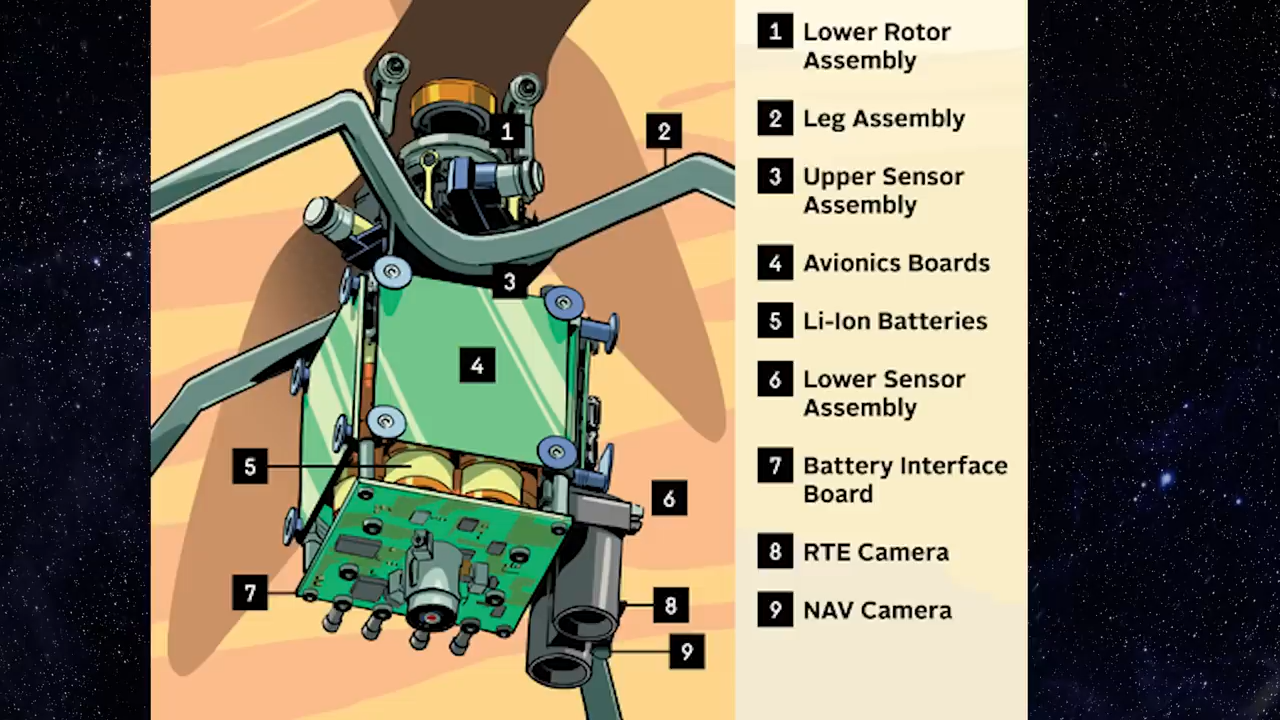 1
2
3
4
5
6
7
8
9
1 Lower Rotor
Assembly
2 Leg Assembly
3 Upper Sensor
Assembly
4 Avionics Boards
5 Li-Ion Batteries
6 Lower Sensor
Assembly
7 Battery Interface
Board
8 RTE Camera
9 NAV Camera